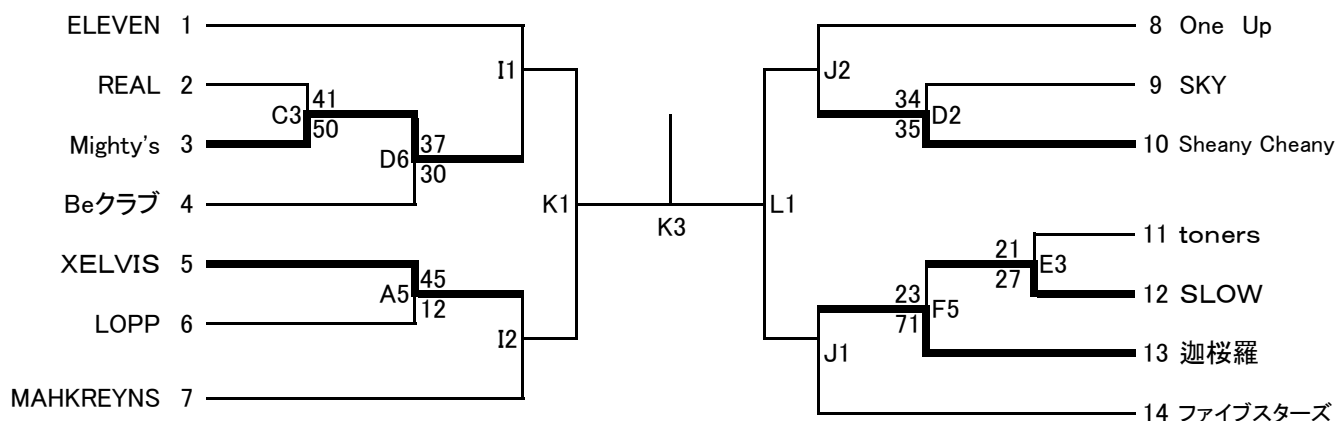 ELEVEN 1
I1
REAL 2
41
C3
50
Mighty's 3
37
D6
30
Beクラブ 4
K1
XELVIS 5
45
A5
12
LOPP 6
I2
MAHKREYNS 7
K3
8 One Up
J2
9 SKY
34
D2
35
10 Sheany Cheany
L1
11 toners
21
E3
27
12 SLOW
23
F5
71
13 迦桜羅
J1
14 ファイブスターズ